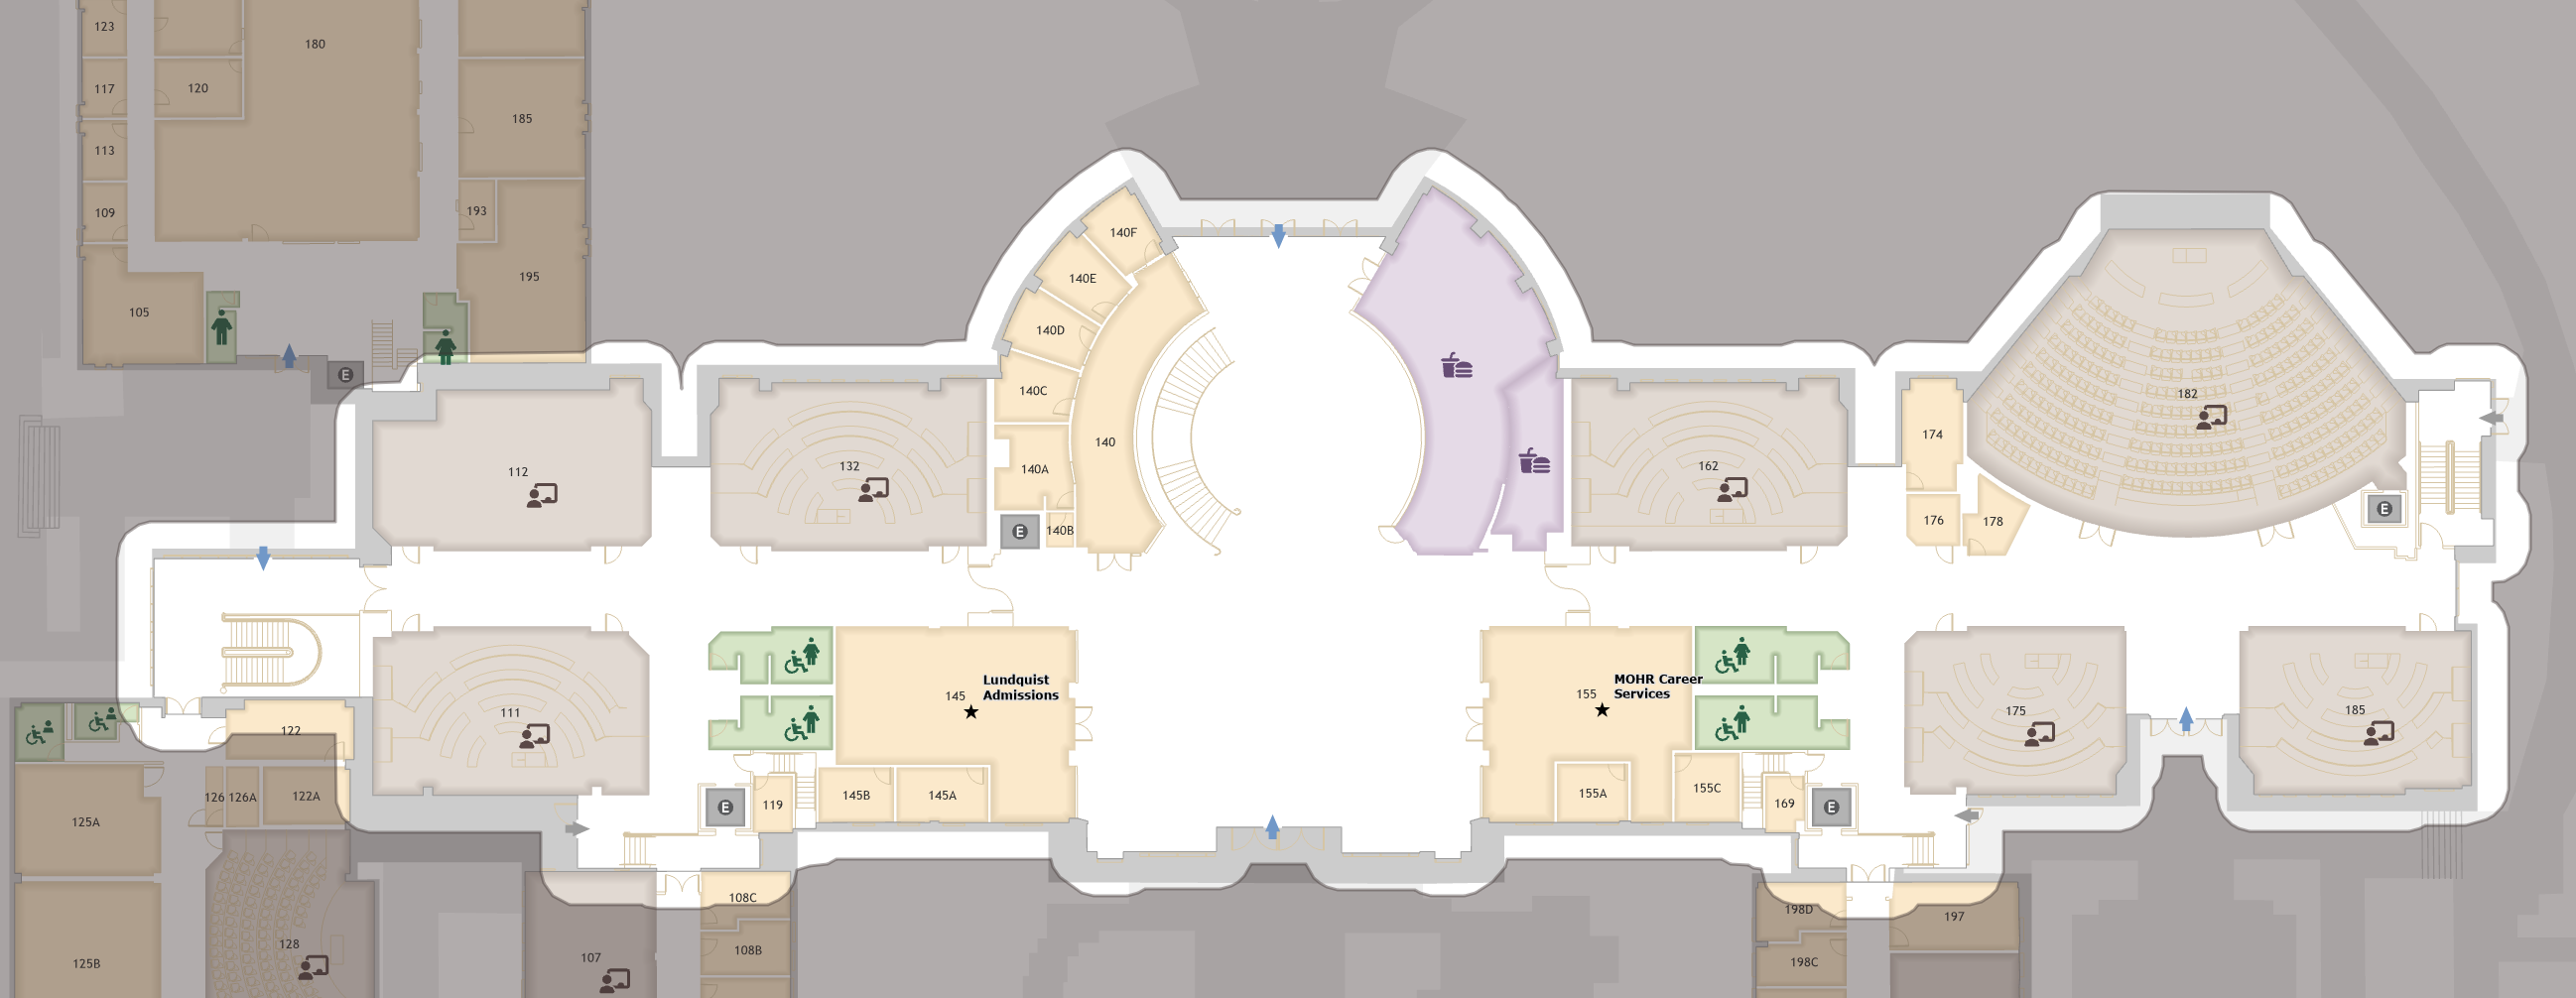 123
180
117
120
185
113
109
193
195
105
E
140F
140E
140D
140C
140
140A
140B
E
112
132
162
174
176
178
182
E
111
145
Lundquist
Admissions
155
MOHR Career
Services
175
185
122
126
126A
122A
125A
125B
128
E
119
145B
145A
155A
155C
169
E
107
108C
108B
198D
198C
197